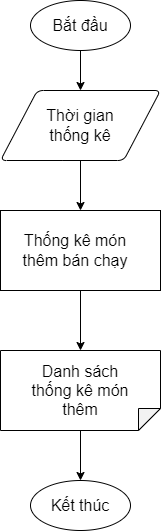 Bắt đầu
Thời gian
thống kê
Thống kê món
thêm bán chạy
Danh sách
thống kê món
thêm
Kết thúc